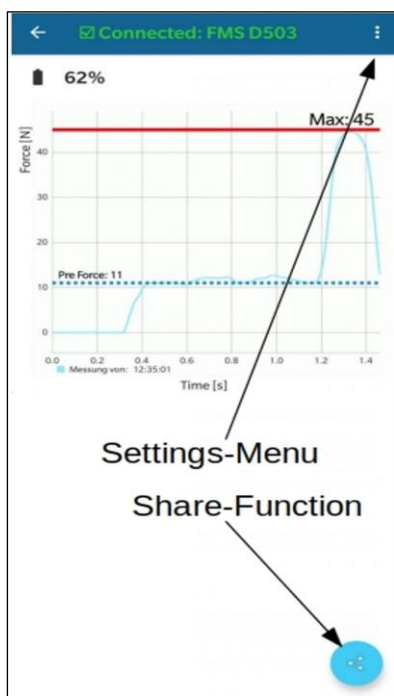 ☑ Connected: FMS D503
62%
Max: 45
Force [N]
40
30
20
Pre Force: 11
10
0
0.0 0.2 0.4 0.6 0.8 1.0 1.2 1.4
Messung von: 12:35:01
Time [s]
Settings-Menu
Share-Function